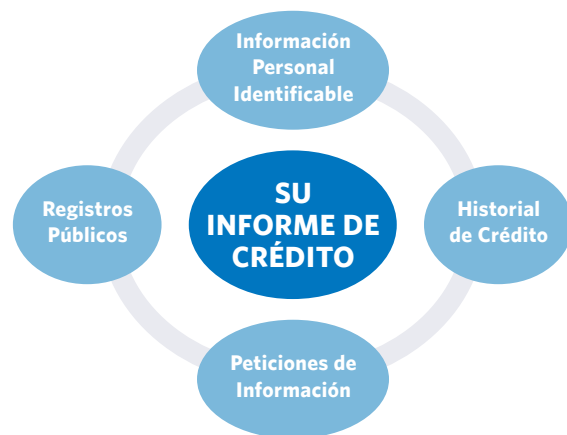 Información
Personal
Identificable
Registros
Públicos
SU
INFORME DE
CRÉDITO
Historial
de Crédito
Peticiones de
Información